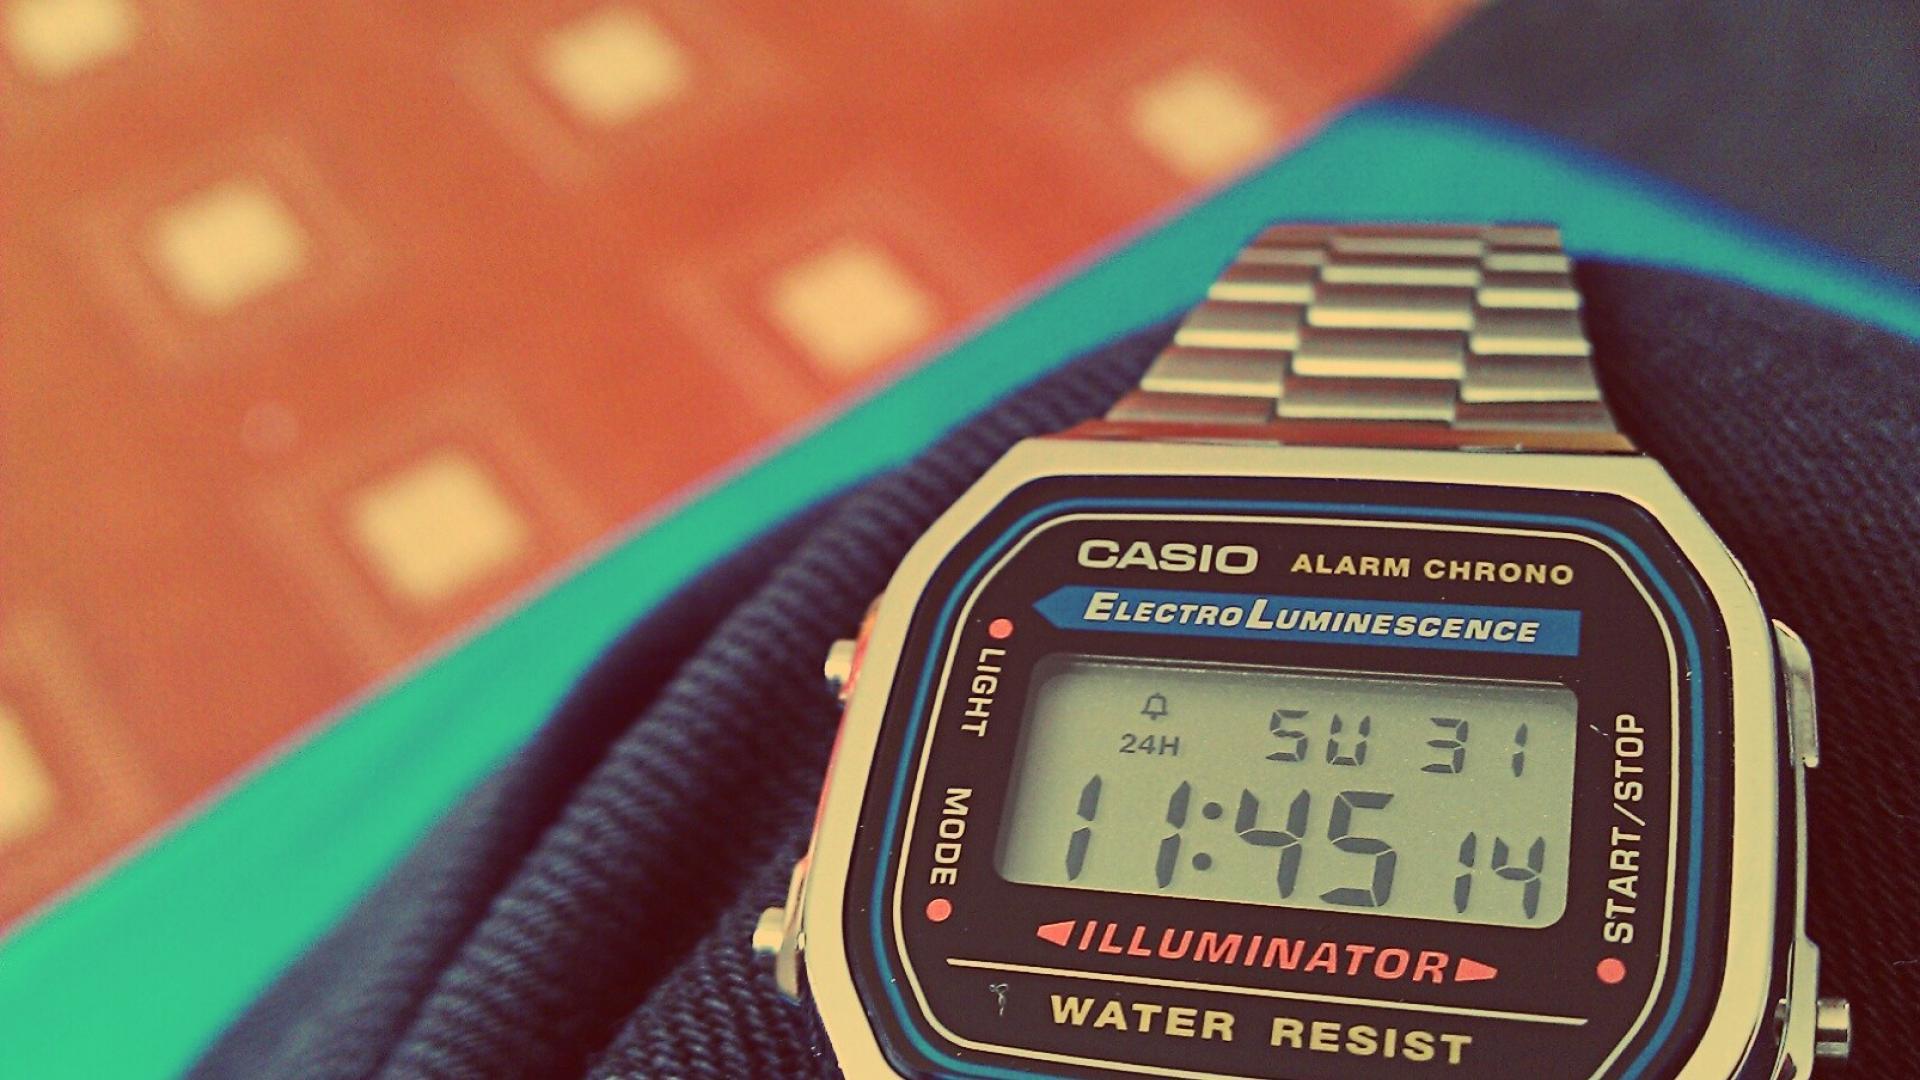 CASIO ALARM CHRONO
ELECTROLUMINESCENCE
LIGHT
24H SU 31
11:45 14
MODE
START/STOP
ILLUMINATOR
WATER RESIST